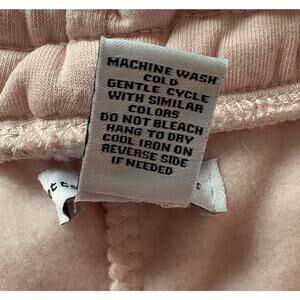 MACHINE WASH
COLD
GENTLE CYCLE
WITH SIMILAR
COLORS
DO NOT BLEACH
HANG TO DRY
COOL IRON ON
REVERSE SIDE
IF NEEDED